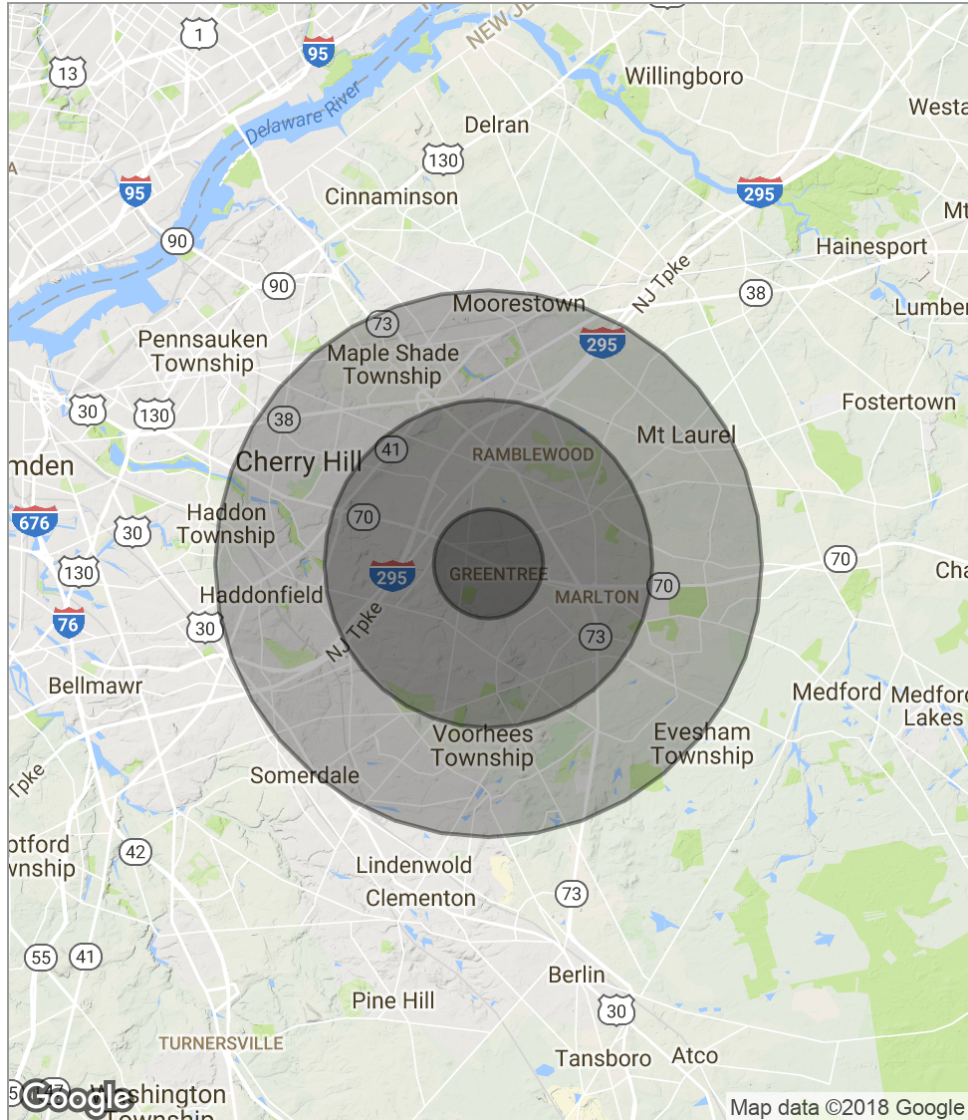 1
95
NEW JE
13
Willingboro
Westa
Delaware River
Delran
130
A
95
295
Cinnaminson
Mt
90
Hainesport
NJ Tpke
90
38
Moorestown
Lumber
73
Pennsauken
Township
295
Maple Shade
Township
30
130
Fostertown
38
Mt Laurel
41
RAMBLEWOOD
Cherry Hill
mden
Haddon
Township
70
676
30
70
130
GREENTREE
Cha
295
70
Haddonfield
MARLTON
76
30
NJ Tpke
73
Bellmawr
Medford
Medford
Lakes
Voorhees
Township
Evesham
Township
Somerdale
Tpke
ptford
wnship
42
Lindenwold
Clementon
73
55
41
Berlin
Pine Hill
30
TURNERSVILLE
Tansboro
Atco
Google
Map data ©2018 Google